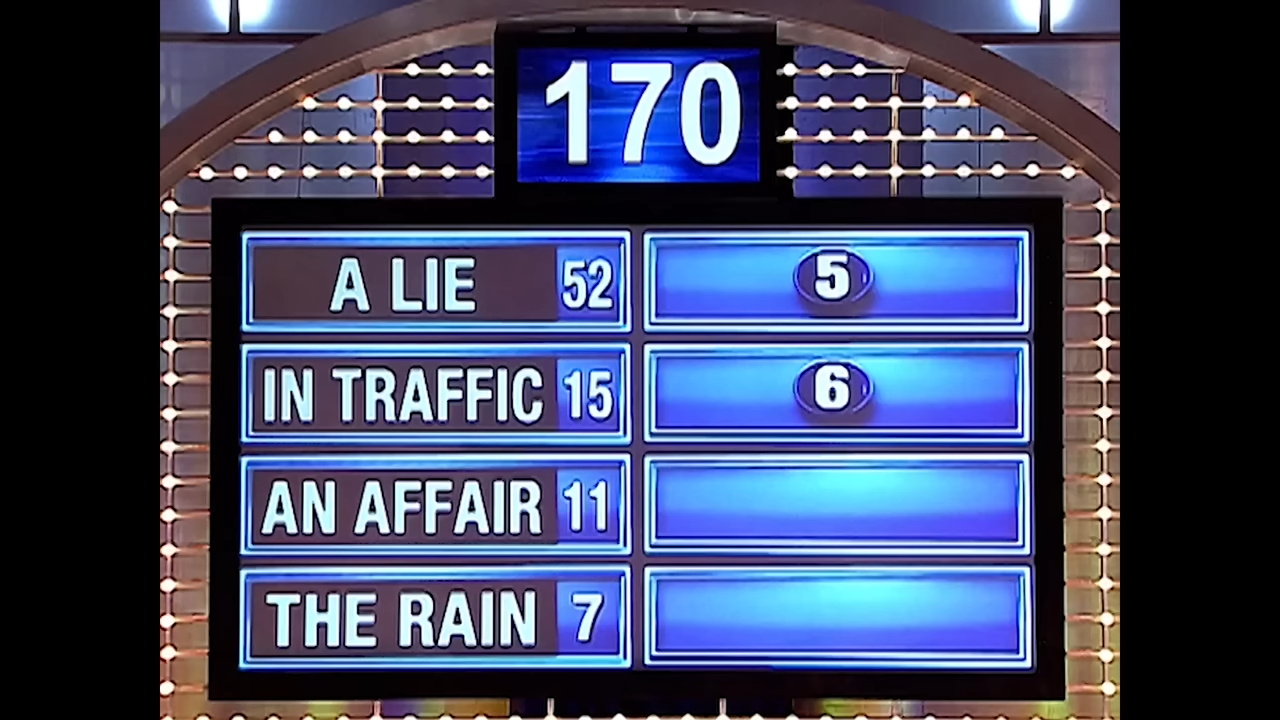 170
A LIE 52
5
IN TRAFFIC 15
6
AN AFFAIR 11
THE RAIN 7